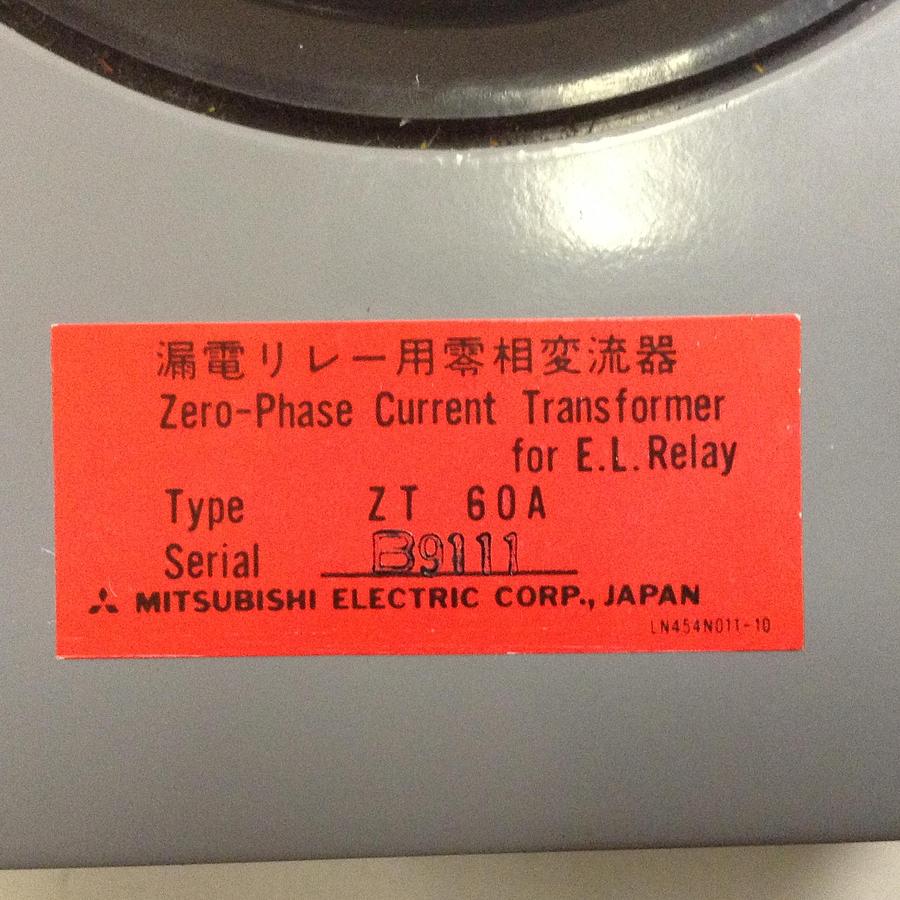 漏電リレー用零相変流器
Zero-Phase Current Transformer
for E.L.Relay
Type ZT 60A
Serial B9111
MITSUBISHI ELECTRIC CORP., JAPAN
LN454N011-10